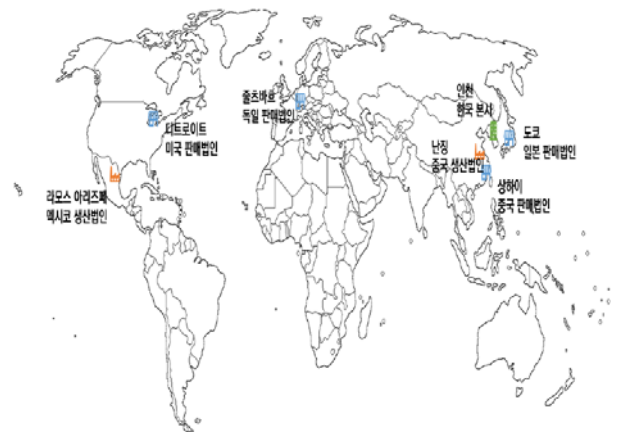 디트로이트
미국 판매법인
라모스 아리즈페
멕시코 생산법인
줄츠바흐
독일 판매법인
인천
한국 본사
도쿄
일본 판매법인
난징
중국 생산법인
상하이
중국 판매법인